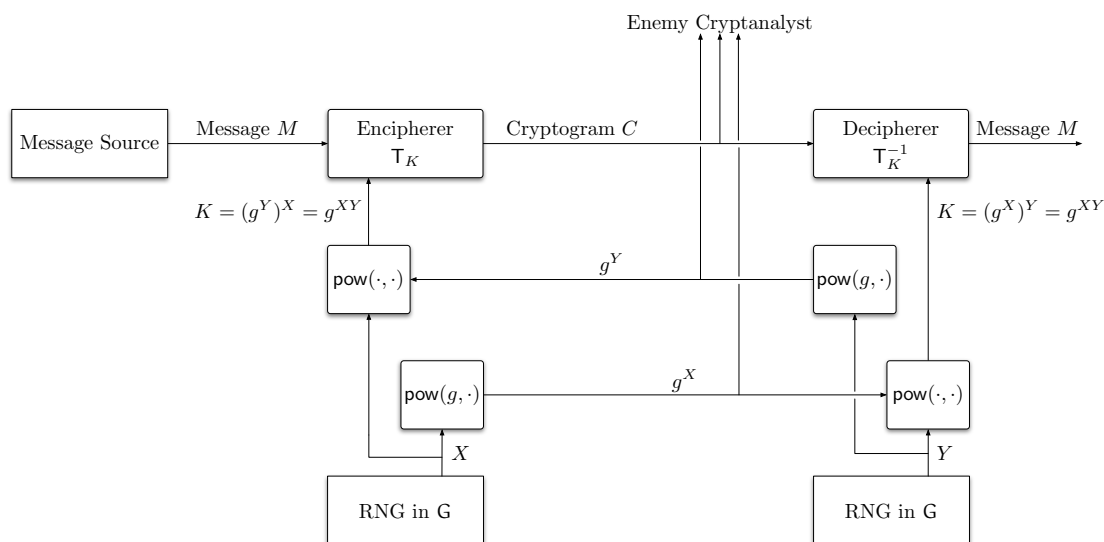 Enemy Cryptanalyst
Message Source
Message M
Encipherer
T_K
Cryptogram C
Decipherer
T_K^{-1}
Message M
K = (g^Y)^X = g^{XY}
K = (g^X)^Y = g^{XY}
pow(·, ·)
g^Y
pow(g, ·)
pow(g, ·)
g^X
pow(·, ·)
X
Y
RNG in G
RNG in G